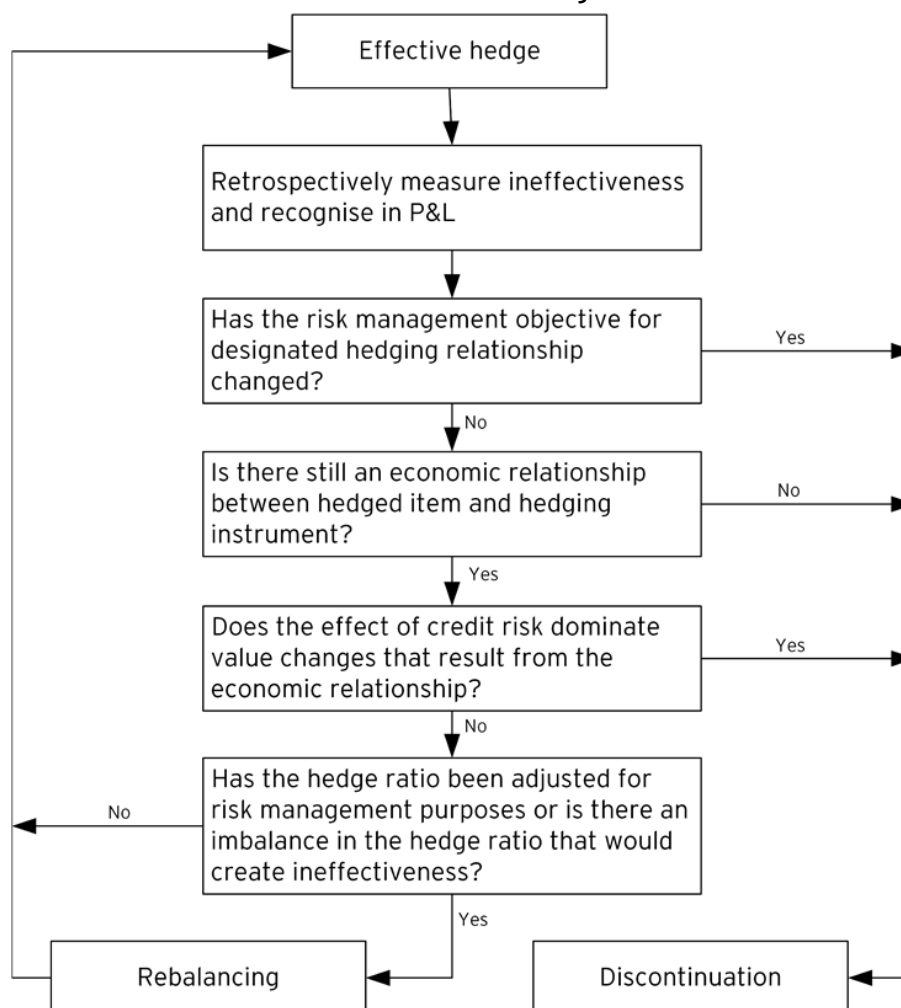 Effective hedge
Retrospectively measure ineffectiveness
and recognise in P&L
Has the risk management objective for
designated hedging relationship
changed?
Yes
No
Is there still an economic relationship
between hedged item and hedging
instrument?
No
Yes
Does the effect of credit risk dominate
value changes that result from the
economic relationship?
Yes
No
Has the hedge ratio been adjusted for
risk management purposes or is there an
imbalance in the hedge ratio that would
create ineffectiveness?
No
Yes
Rebalancing
Discontinuation